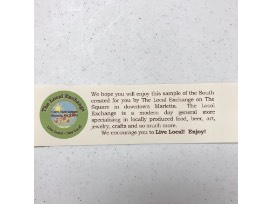 The Local Exchange
We hope you will enjoy this sample of the South
created for you by The Local Exchange on The
Square in downtown Marietta. The Local
Exchange is a modern day general store
specializing in locally produced food, beer, art,
jewelry, crafts and so much more.
We encourage you to Live Local! Enjoy!